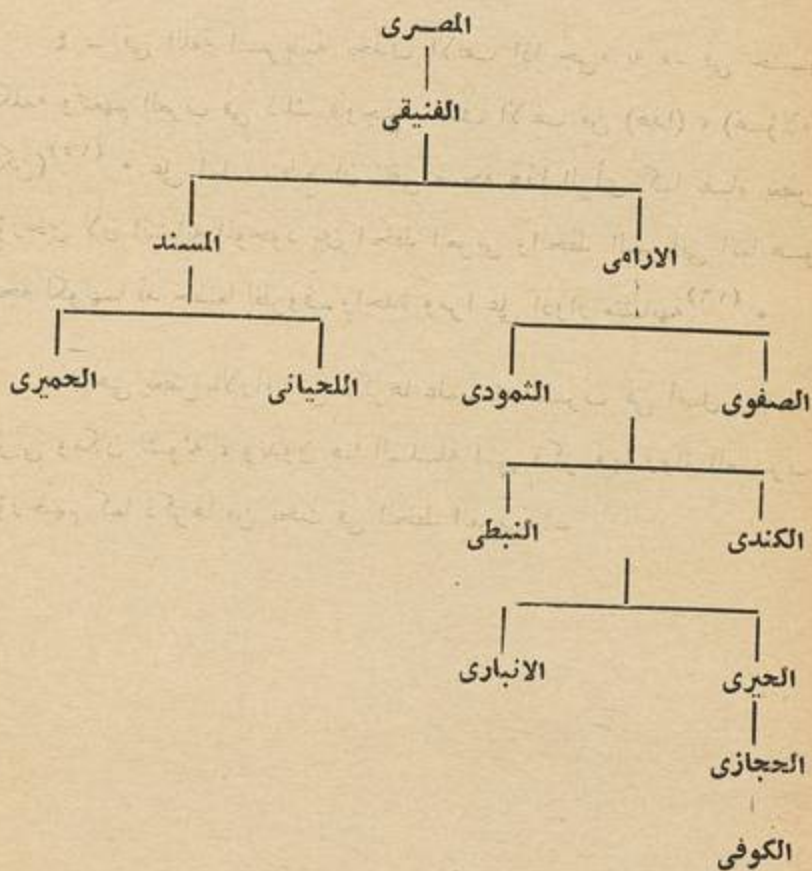 المصرى
الفنيقى
الارامى المسند
الصفوى الثمودى اللحيانى الحميرى
الكندى النبطى
الحيرى الانبارى
الحجازى
الكوفى